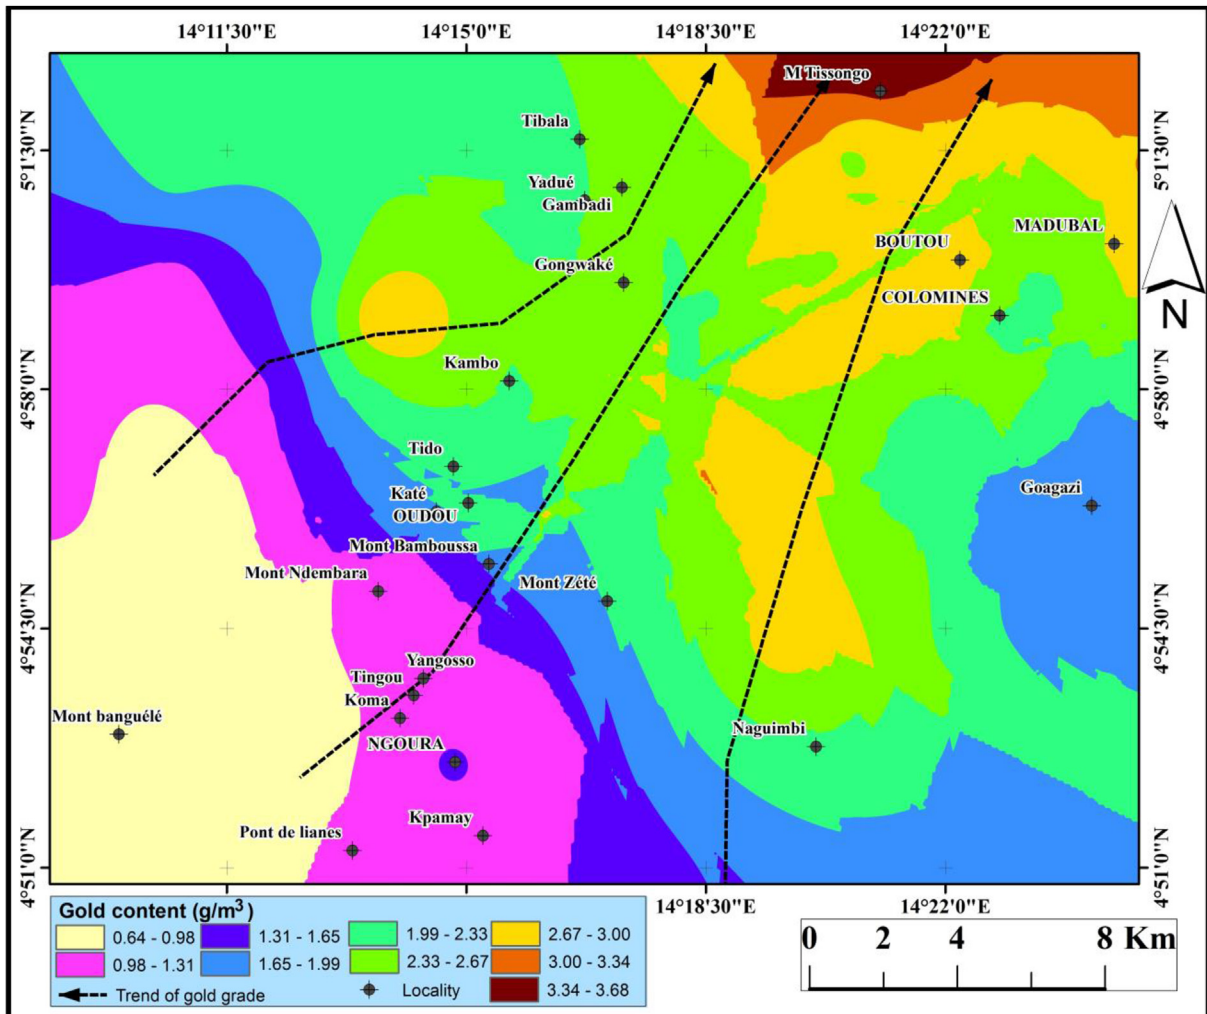 14°11'30"E 14°15'0"E 14°18'30"E 14°22'0"E
M Tissongo
Tibala
5°1'30"N 5°1'30"N
Yadué
Gambadi
MADUBAL
BOUTOU
Gongwaké
COLOMINES
N
Kambo
4°58'0"N 4°58'0"N
Tido
Goagazi
Katé
OUDOU
Mont Bamboussa
Mont Ndembara
Mont Zété
4°54'30"N 4°54'30"N
Yangosso
Tingou
Koma
Mont banguélé
Naguimbi
NGOURA
Kpamay
Pont de lianes
4°51'0"N 4°51'0"N
14°18'30"E 14°22'0"E
Gold content (g/m³)
0.64 - 0.98 1.31 - 1.65 1.99 - 2.33 2.67 - 3.00
0.98 - 1.31 1.65 - 1.99 2.33 - 2.67 3.00 - 3.34
Trend of gold grade Locality 3.34 - 3.68
0 2 4 8 Km